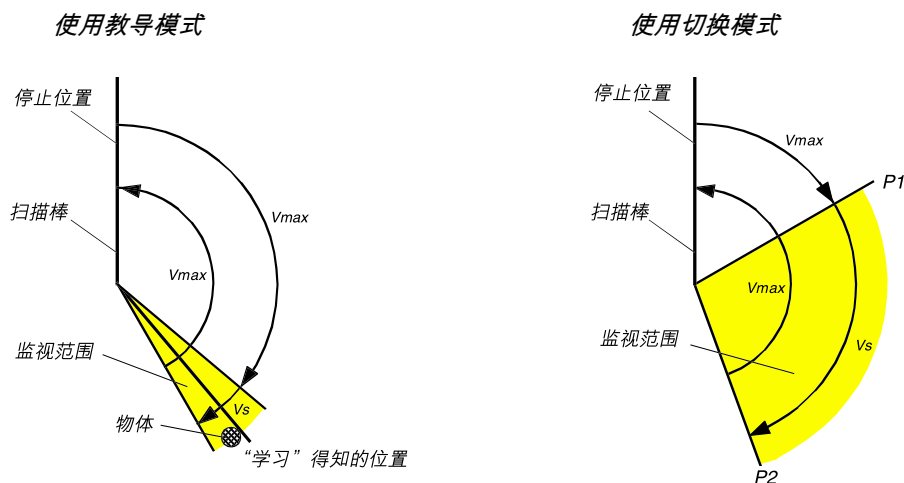 使用教导模式
停止位置
扫描棒
Vmax
Vmax
监视范围
Vs
物体
“学习”得知的位置
使用切换模式
停止位置
Vmax
P1
扫描棒
Vmax
监视范围
Vs
P2